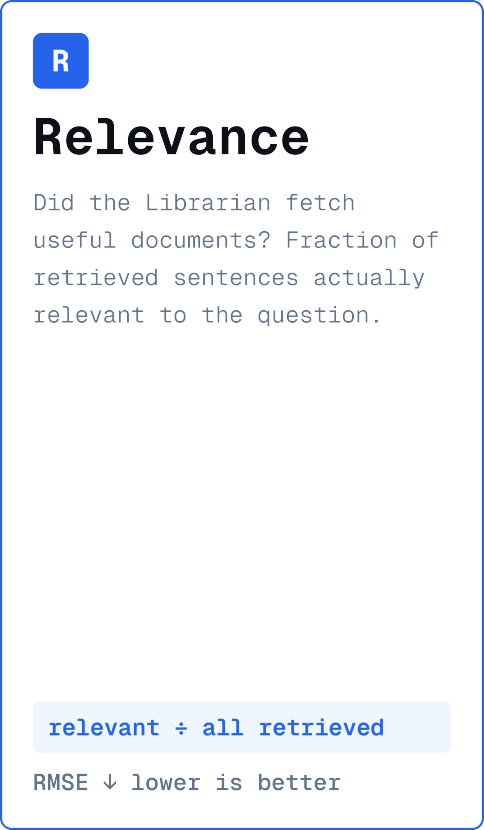 R
Relevance
Did the Librarian fetch
useful documents? Fraction of
retrieved sentences actually
relevant to the question.
relevant ÷ all retrieved
RMSE ↓ lower is better